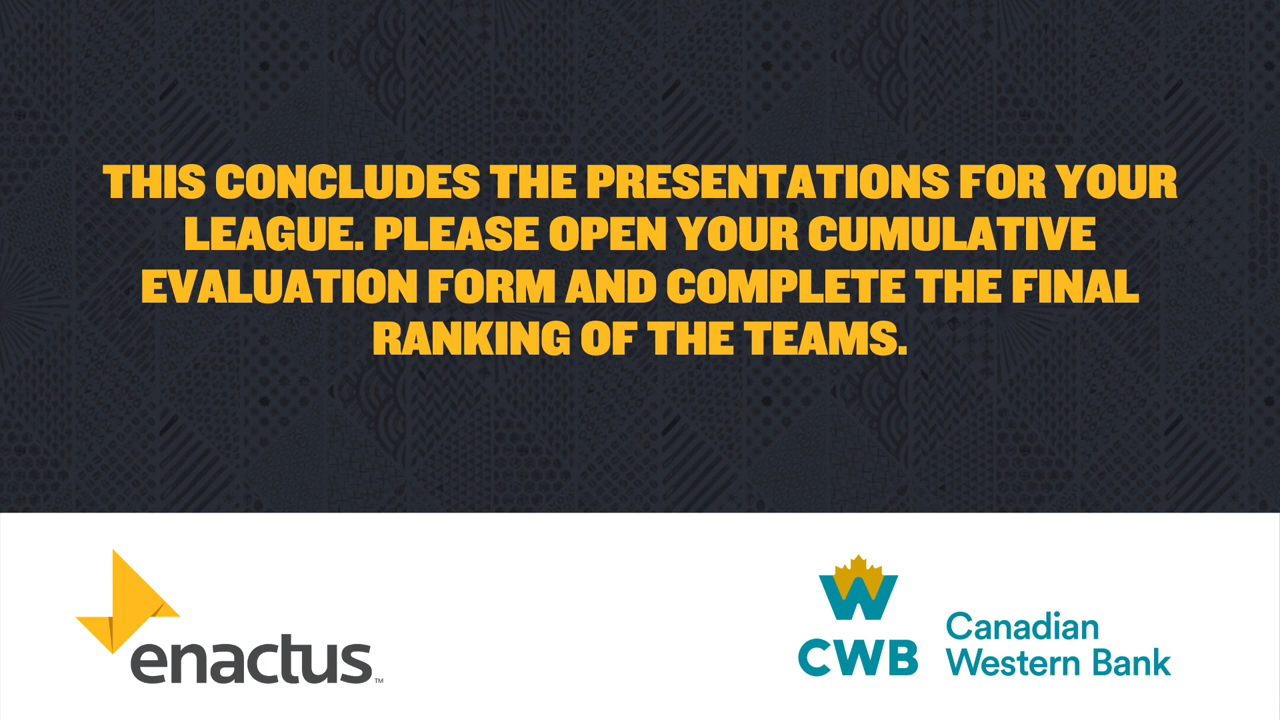 THIS CONCLUDES THE PRESENTATIONS FOR YOUR
LEAGUE. PLEASE OPEN YOUR CUMULATIVE
EVALUATION FORM AND COMPLETE THE FINAL
RANKING OF THE TEAMS.
enactus™
W
CWB
Canadian
Western Bank